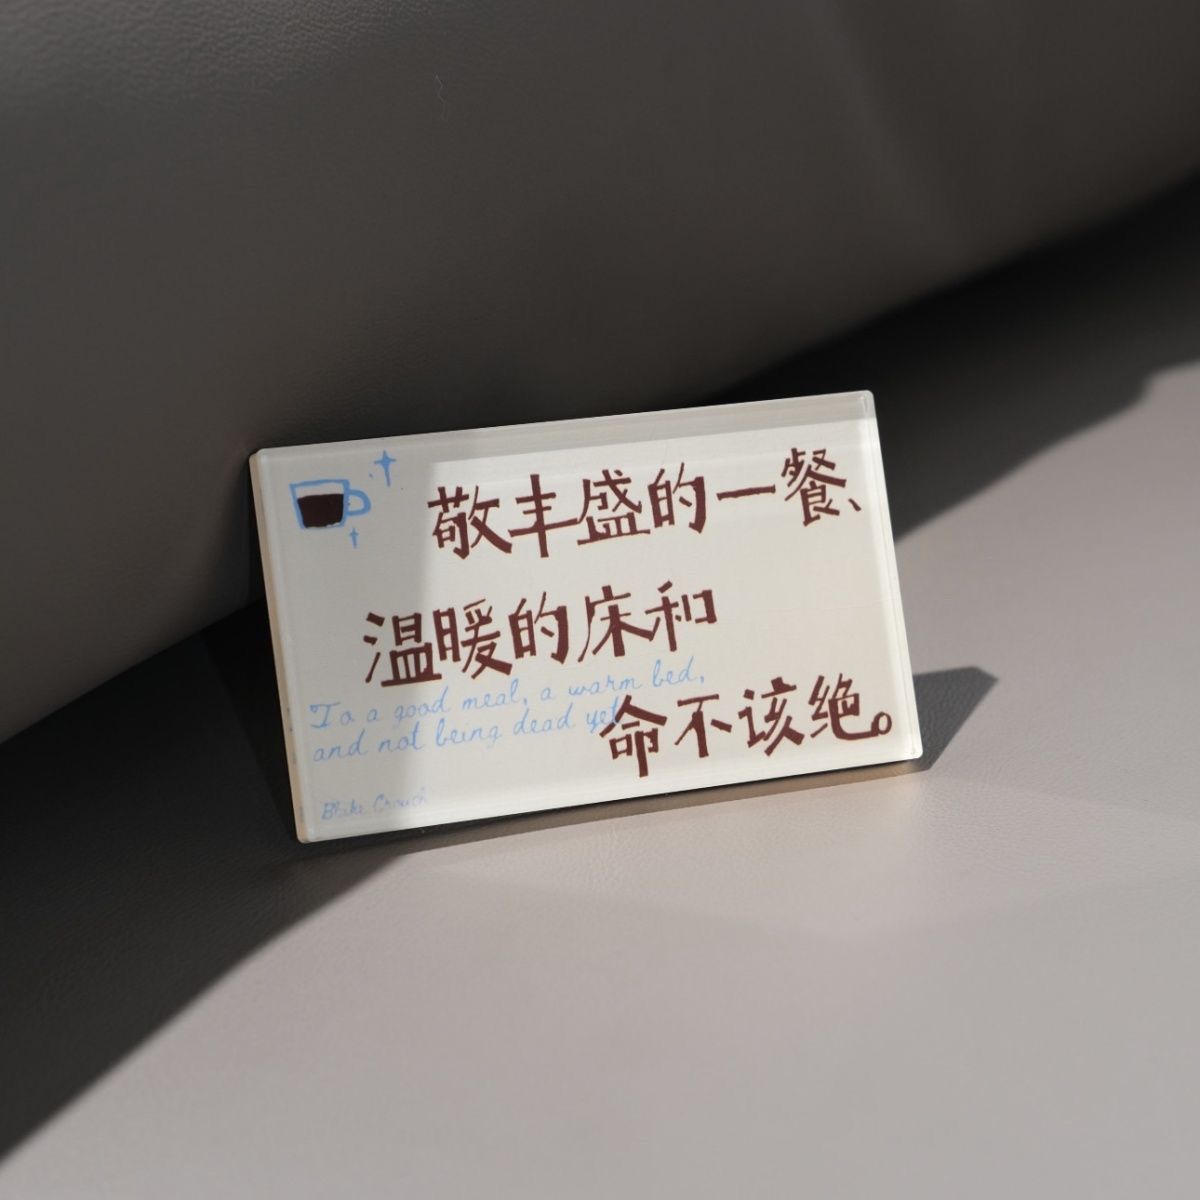 敬丰盛的一餐、
温暖的床和
命不该绝。
To a good meal, a warm bed,
and not being dead yet
Blake Crouch